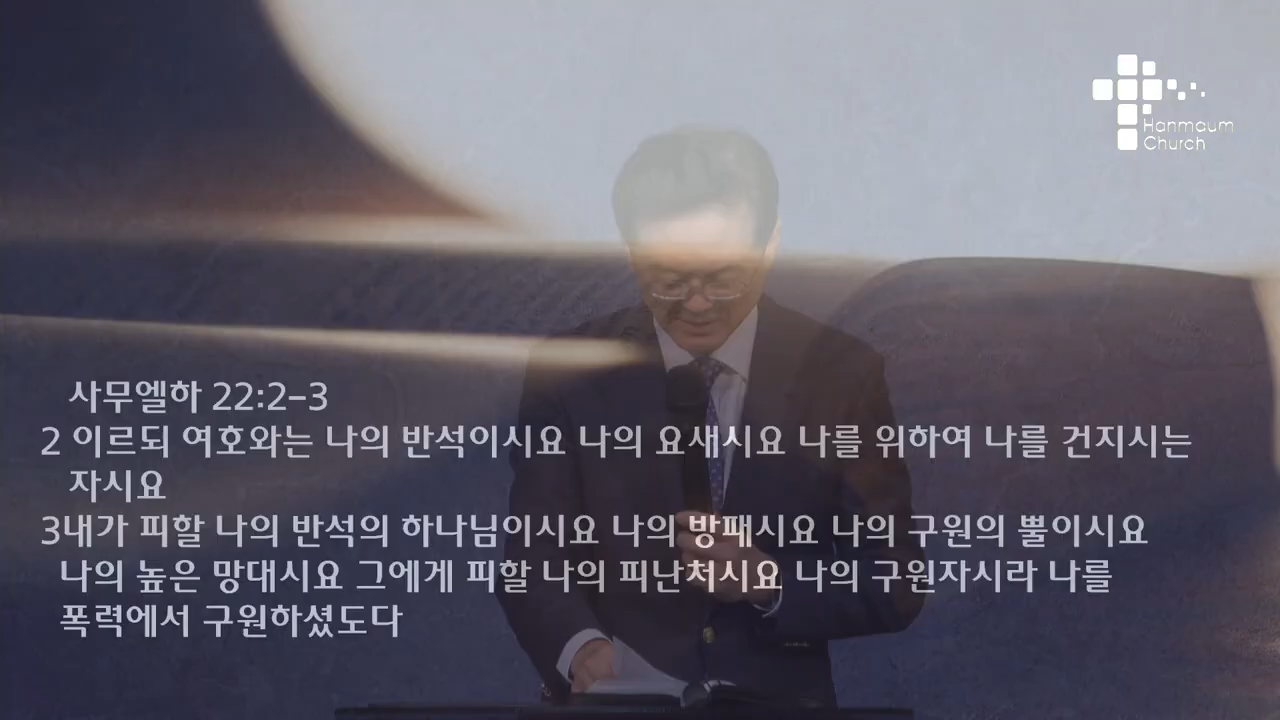 Hanmaum
Church
사무엘하 22:2-3
2 이르되 여호와는 나의 반석이시요 나의 요새시요 나를 위하여 나를 건지시는
자시요
3내가 피할 나의 반석의 하나님이시요 나의 방패시요 나의 구원의 뿔이시요
나의 높은 망대시요 그에게 피할 나의 피난처시요 나의 구원자시라 나를
폭력에서 구원하셨도다